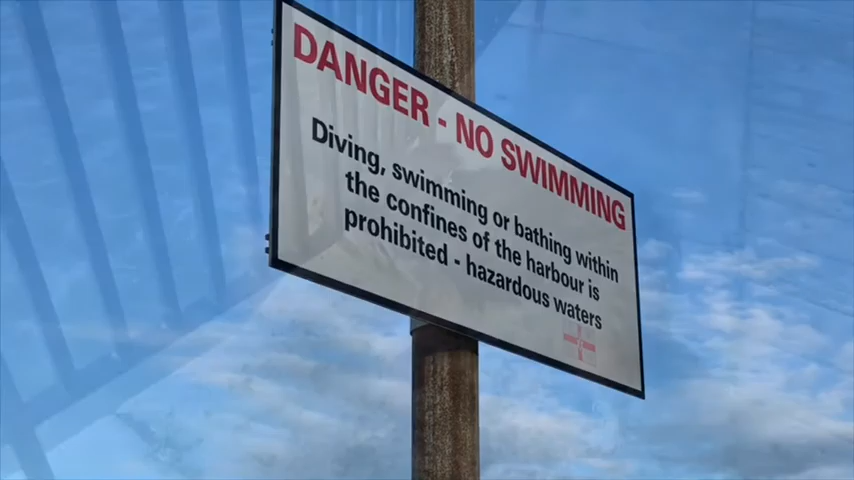 DANGER - NO SWIMMING
Diving, swimming or bathing within
the confines of the harbour is
prohibited - hazardous waters